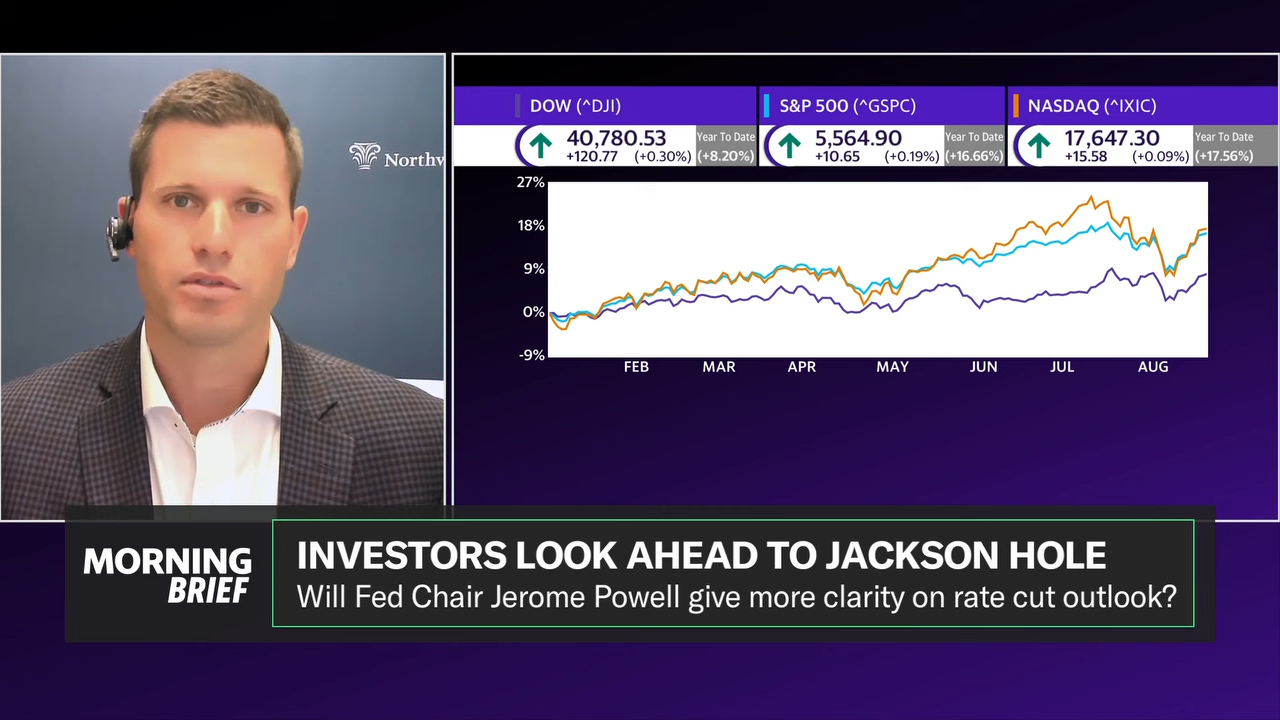 Northw
DOW (^DJI)
40,780.53
+120.77 (+0.30%)
Year To Date
(+8.20%)
S&P 500 (^GSPC)
5,564.90
+10.65 (+0.19%)
Year To Date
(+16.66%)
NASDAQ (^IXIC)
17,647.30
+15.58 (+0.09%)
Year To Date
(+17.56%)
27%
18%
9%
0%
-9%
FEB MAR APR MAY JUN JUL AUG
MORNING
BRIEF
INVESTORS LOOK AHEAD TO JACKSON HOLE
Will Fed Chair Jerome Powell give more clarity on rate cut outlook?